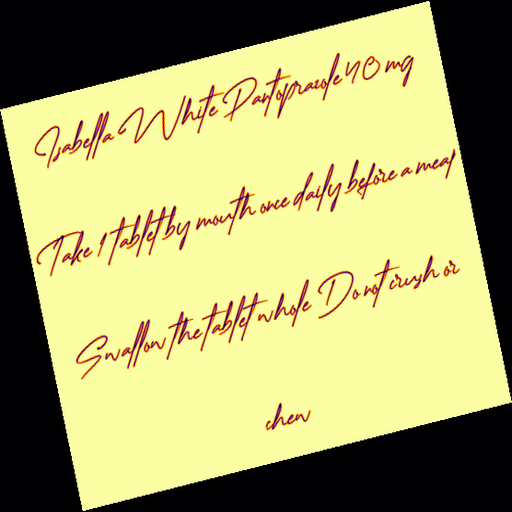 Isabella White Pantoprazole 40 mg
Take 1 tablet by mouth once daily before a meal
Swallow the tablet whole Do not crush or
chew